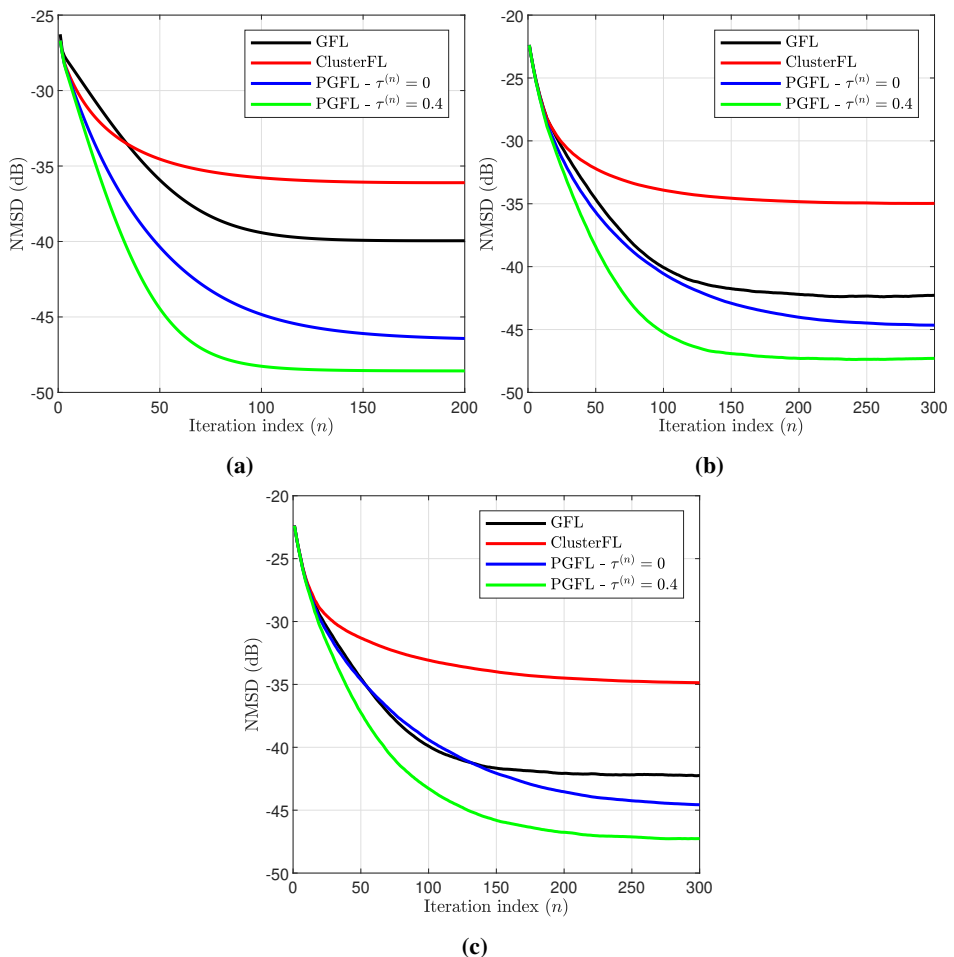 -25
-30
-35
-40
-45
-50
NMSD (dB)
GFL
ClusterFL
PGFL - τ⁽ⁿ⁾ = 0
PGFL - τ⁽ⁿ⁾ = 0.4
0 50 100 150 200
Iteration index (n)
(a)
-20
-25
-30
-35
-40
-45
-50
NMSD (dB)
GFL
ClusterFL
PGFL - τ⁽ⁿ⁾ = 0
PGFL - τ⁽ⁿ⁾ = 0.4
0 50 100 150 200 250 300
Iteration index (n)
(b)
-20
-25
-30
-35
-40
-45
-50
NMSD (dB)
GFL
ClusterFL
PGFL - τ⁽ⁿ⁾ = 0
PGFL - τ⁽ⁿ⁾ = 0.4
0 50 100 150 200 250 300
Iteration index (n)
(c)